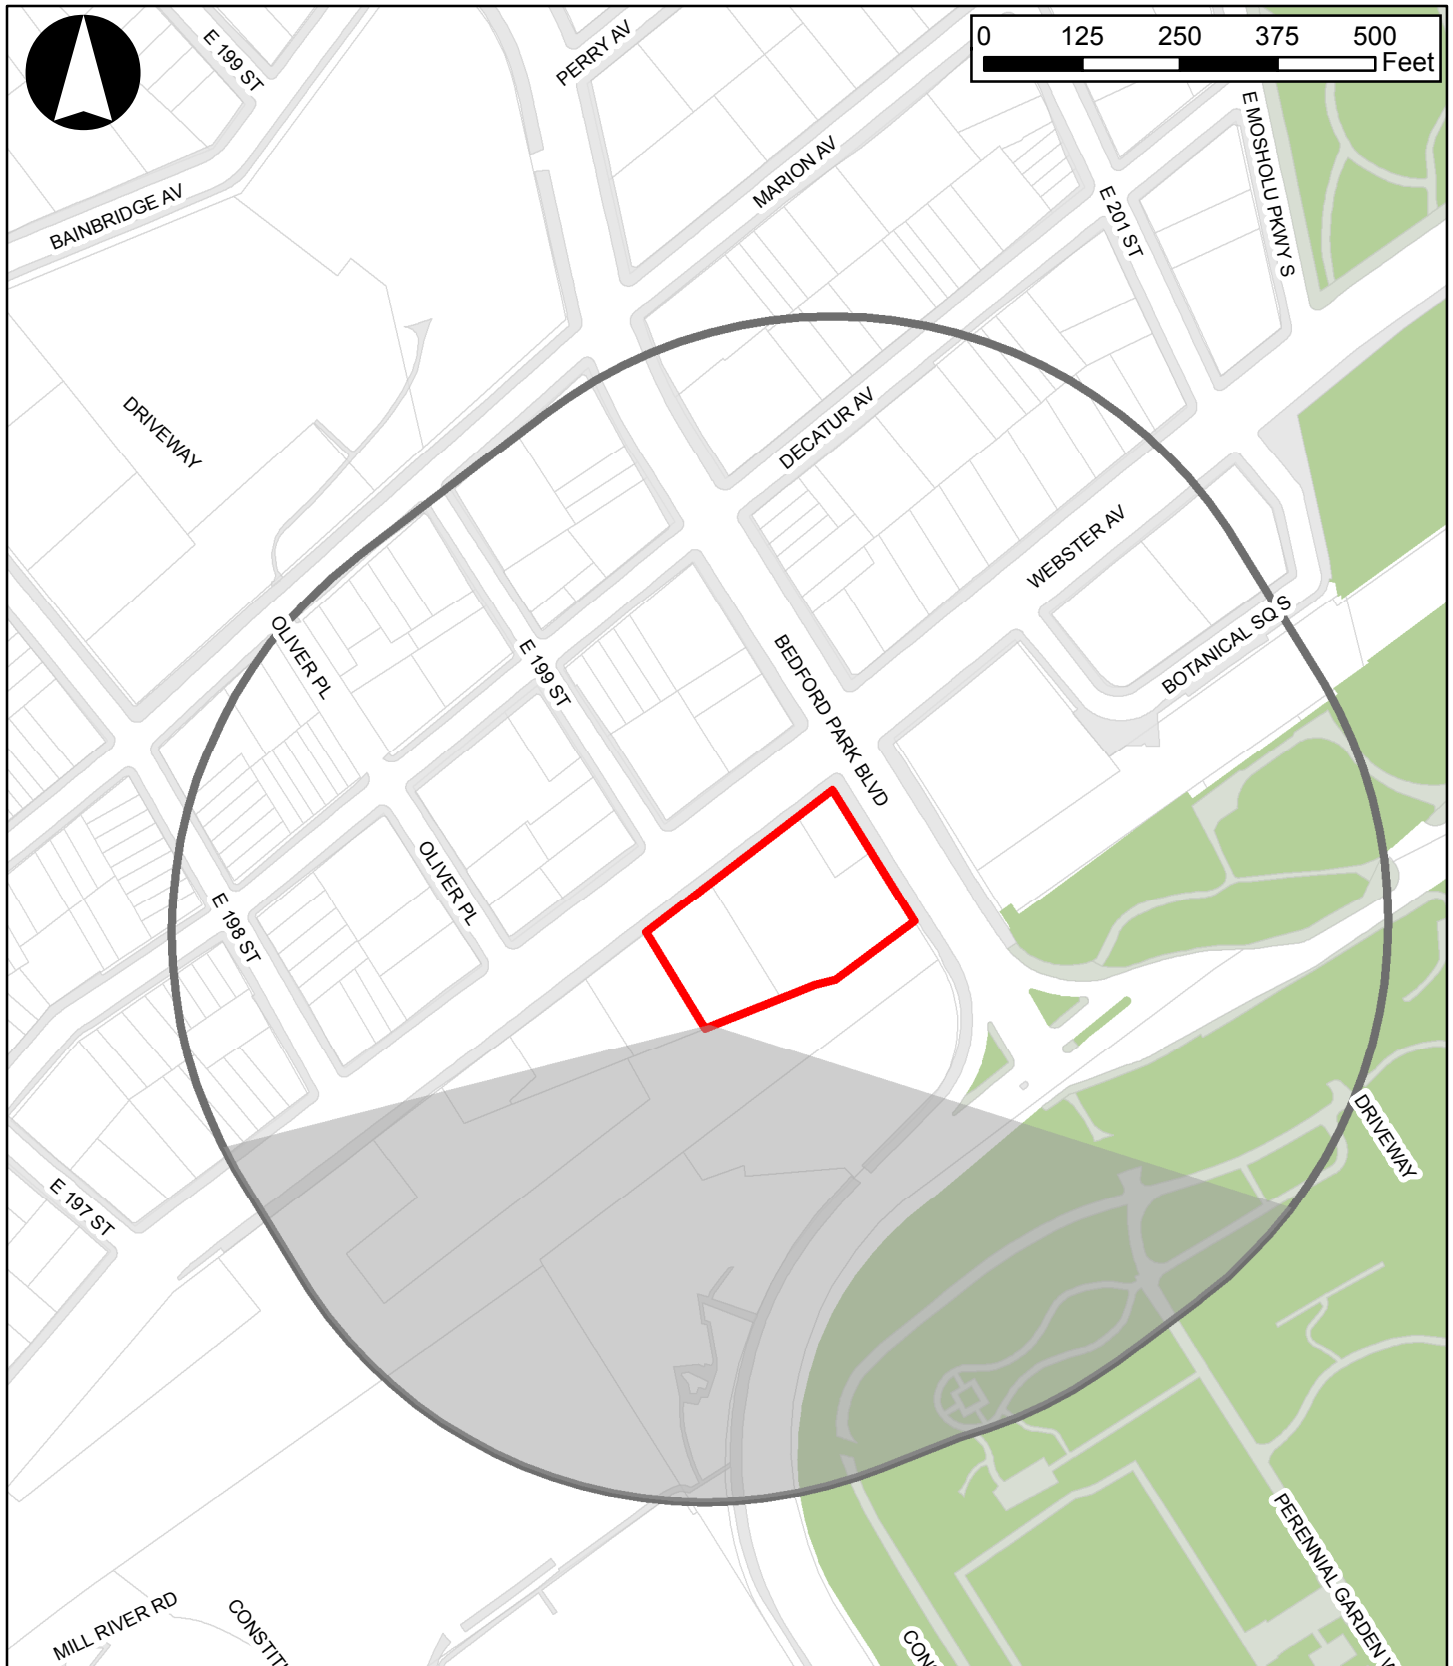 0 125 250 375 500
Feet
E 199 ST
PERRY AV
E MOSHOLU PKWY S
MARION AV
BAINBRIDGE AV
E 201 ST
DRIVEWAY
DECATUR AV
WEBSTER AV
OLIVER PL
E 199 ST
BEDFORD PARK BLVD
BOTANICAL SQ S
OLIVER PL
E 198 ST
DRIVEWAY
E 197 ST
PERENNIAL GARDEN W
MILL RIVER RD
CONSTIT
CONS